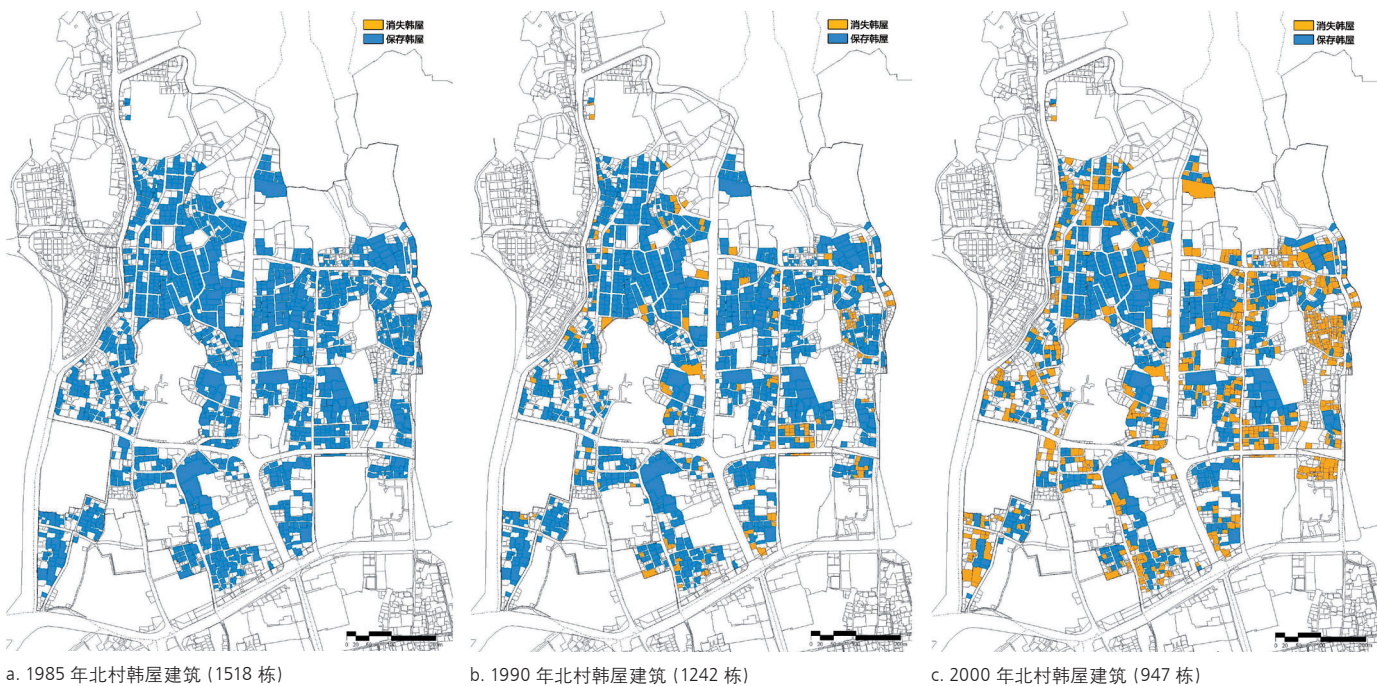 消失韩屋
保存韩屋
消失韩屋
保存韩屋
消失韩屋
保存韩屋
a. 1985 年北村韩屋建筑 (1518 栋)
b. 1990 年北村韩屋建筑 (1242 栋)
c. 2000 年北村韩屋建筑 (947 栋)